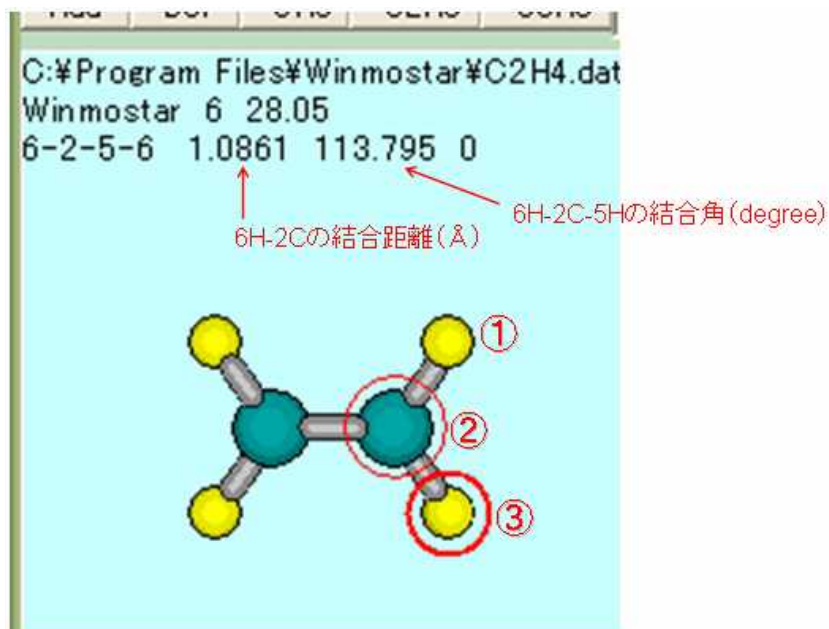 C:¥Program Files¥Winmostar¥C2H4.dat
Winmostar 6 28.05
6-2-5-6 1.0861 113.795 0
6H-2C-5Hの結合角(degree)
6H-2Cの結合距離(Å)
①
②
③